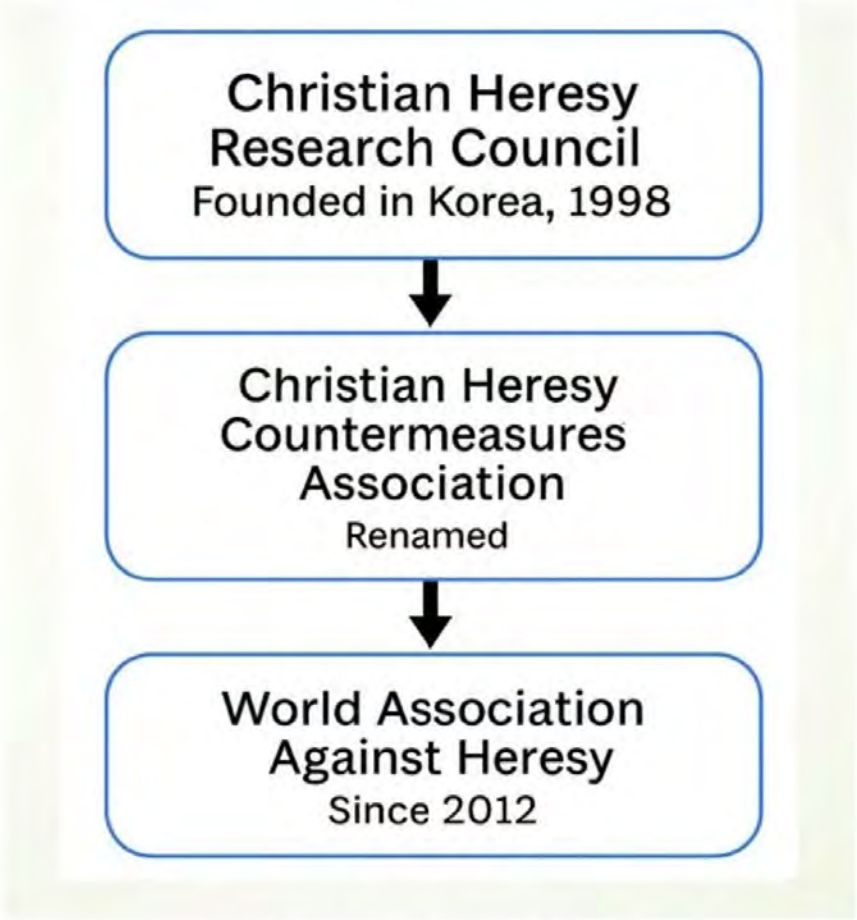 Christian Heresy
Research Council
Founded in Korea, 1998
Christian Heresy
Countermeasures
Association
Renamed
World Association
Against Heresy
Since 2012